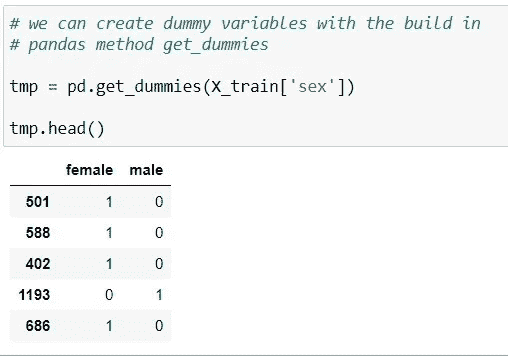 # we can create dummy variables with the build in
# pandas method get_dummies
tmp = pd.get_dummies(X_train['sex'])
tmp.head()
female male
501 1 0
588 1 0
402 1 0
1193 0 1
686 1 0